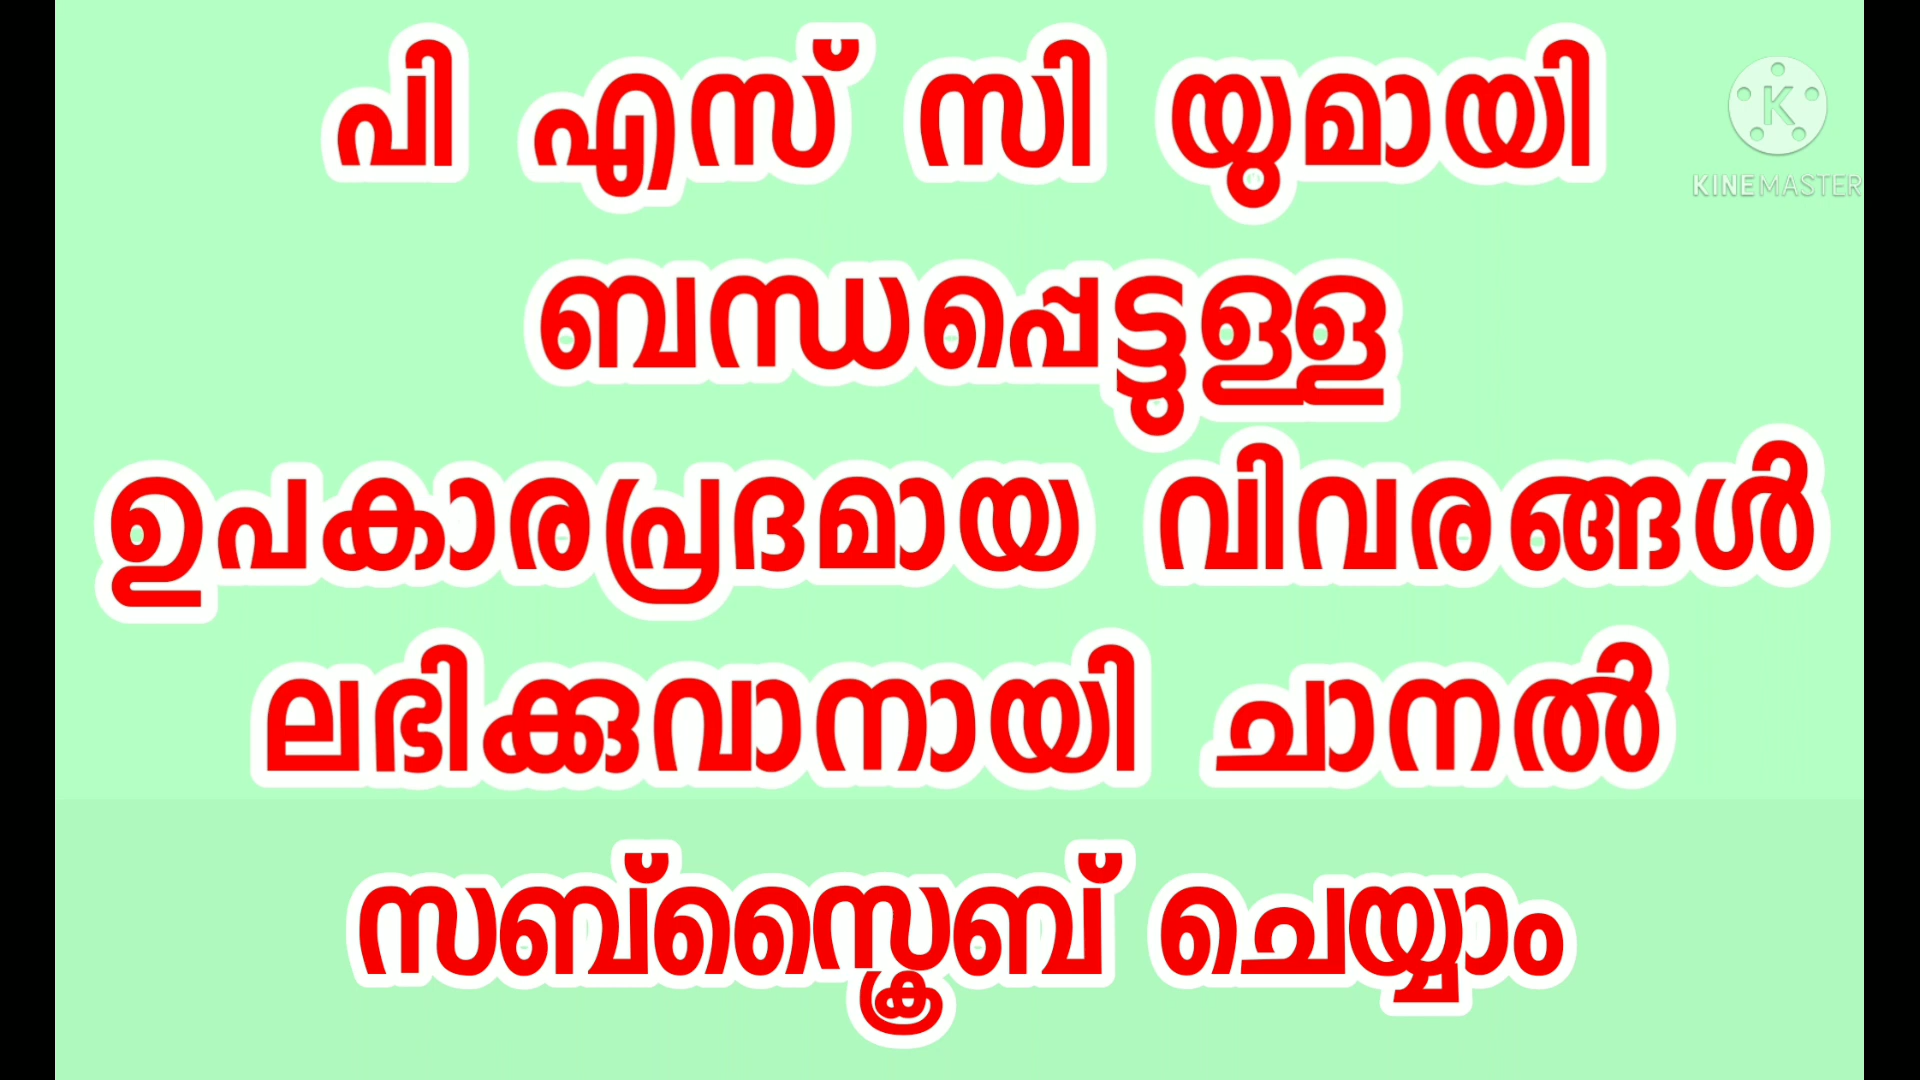 പി എസ് സി യുമായി
KINEMASTER
ബന്ധപ്പെട്ടുള്ള
ഉപകാരപ്രദമായ വിവരങ്ങൾ
ലഭിക്കുവാനായി ചാനൽ
സബ്സ്ക്രൈബ് ചെയ്യാം